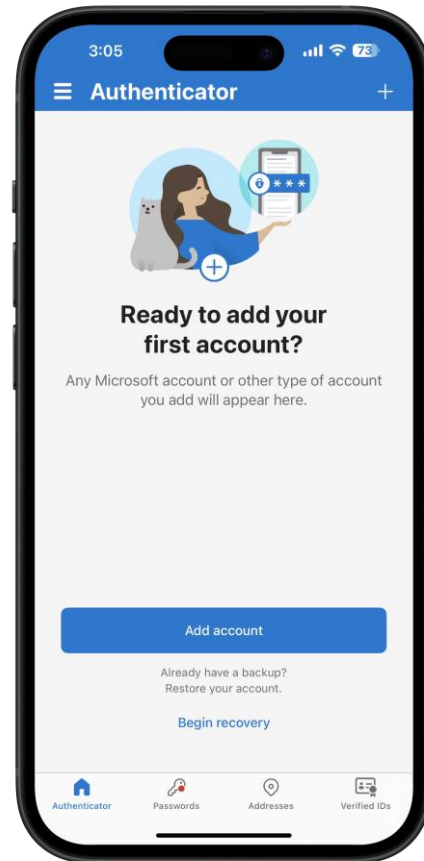 3:05
73
Authenticator
Ready to add your
first account?
Any Microsoft account or other type of account
you add will appear here.
Add account
Already have a backup?
Restore your account.
Begin recovery
Authenticator
Passwords
Addresses
Verified IDs